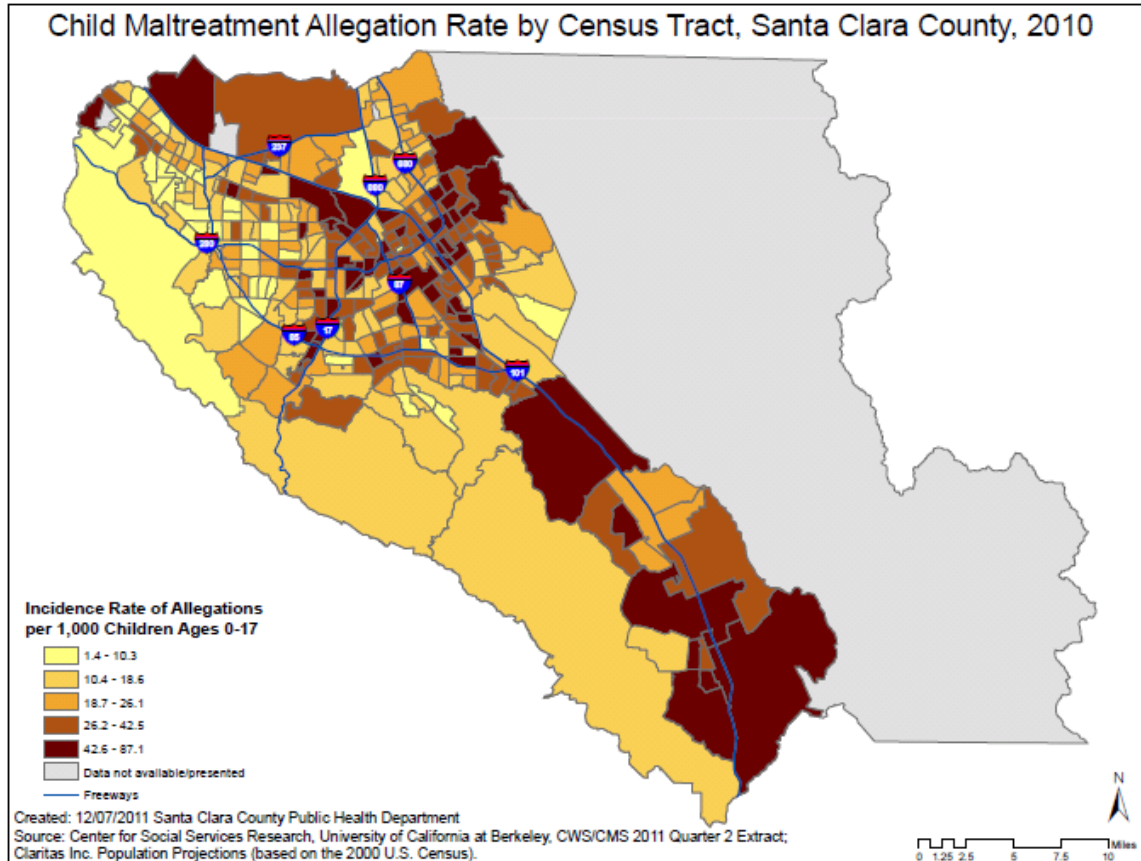 Child Maltreatment Allegation Rate by Census Tract, Santa Clara County, 2010
237
680
880
280
87
85
17
101
Incidence Rate of Allegations
per 1,000 Children Ages 0-17
1.4 - 10.3
10.4 - 18.6
18.7 - 26.1
26.2 - 42.5
42.6 - 87.1
Data not available/presented
Freeways
Created: 12/07/2011 Santa Clara County Public Health Department
Source: Center for Social Services Research, University of California at Berkeley, CWS/CMS 2011 Quarter 2 Extract;
Claritas Inc. Population Projections (based on the 2000 U.S. Census).
N
Miles
0 1.25 2.5 5 7.5 10